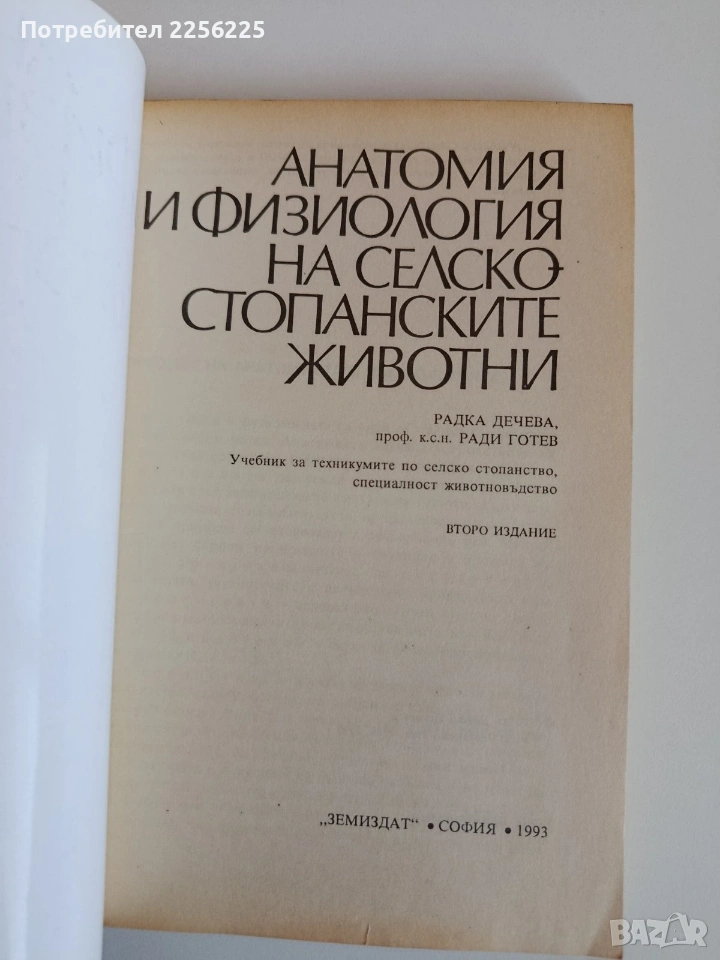 Потребител 2256225
АНАТОМИЯ
И ФИЗИОЛОГИЯ
НА СЕЛСКО-
СТОПАНСКИТЕ
ЖИВОТНИ
РАДКА ДЕЧЕВА,
проф. к.с.н. РАДИ ГОТЕВ
Учебник за техникумите по селско стопанство,
специалност животновъдство
ВТОРО ИЗДАНИЕ
„ЗЕМИЗДАТ“ • СОФИЯ • 1993
BAZAR